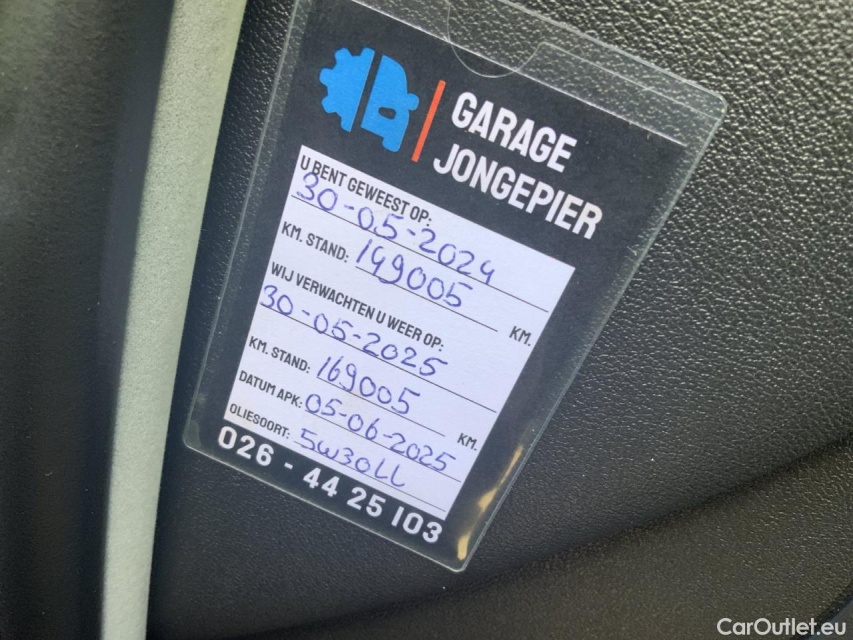 GARAGE
JONGEPIER
U BENT GEWEEST OP:
30-05-2024
KM. STAND: 149005 KM.
WIJ VERWACHTEN U WEER OP:
30-05-2025
KM. STAND: 169005 KM.
DATUM APK: 05-06-2025
OLIESOORT: 5W30LL
026 - 44 25 103
CarOutlet.eu